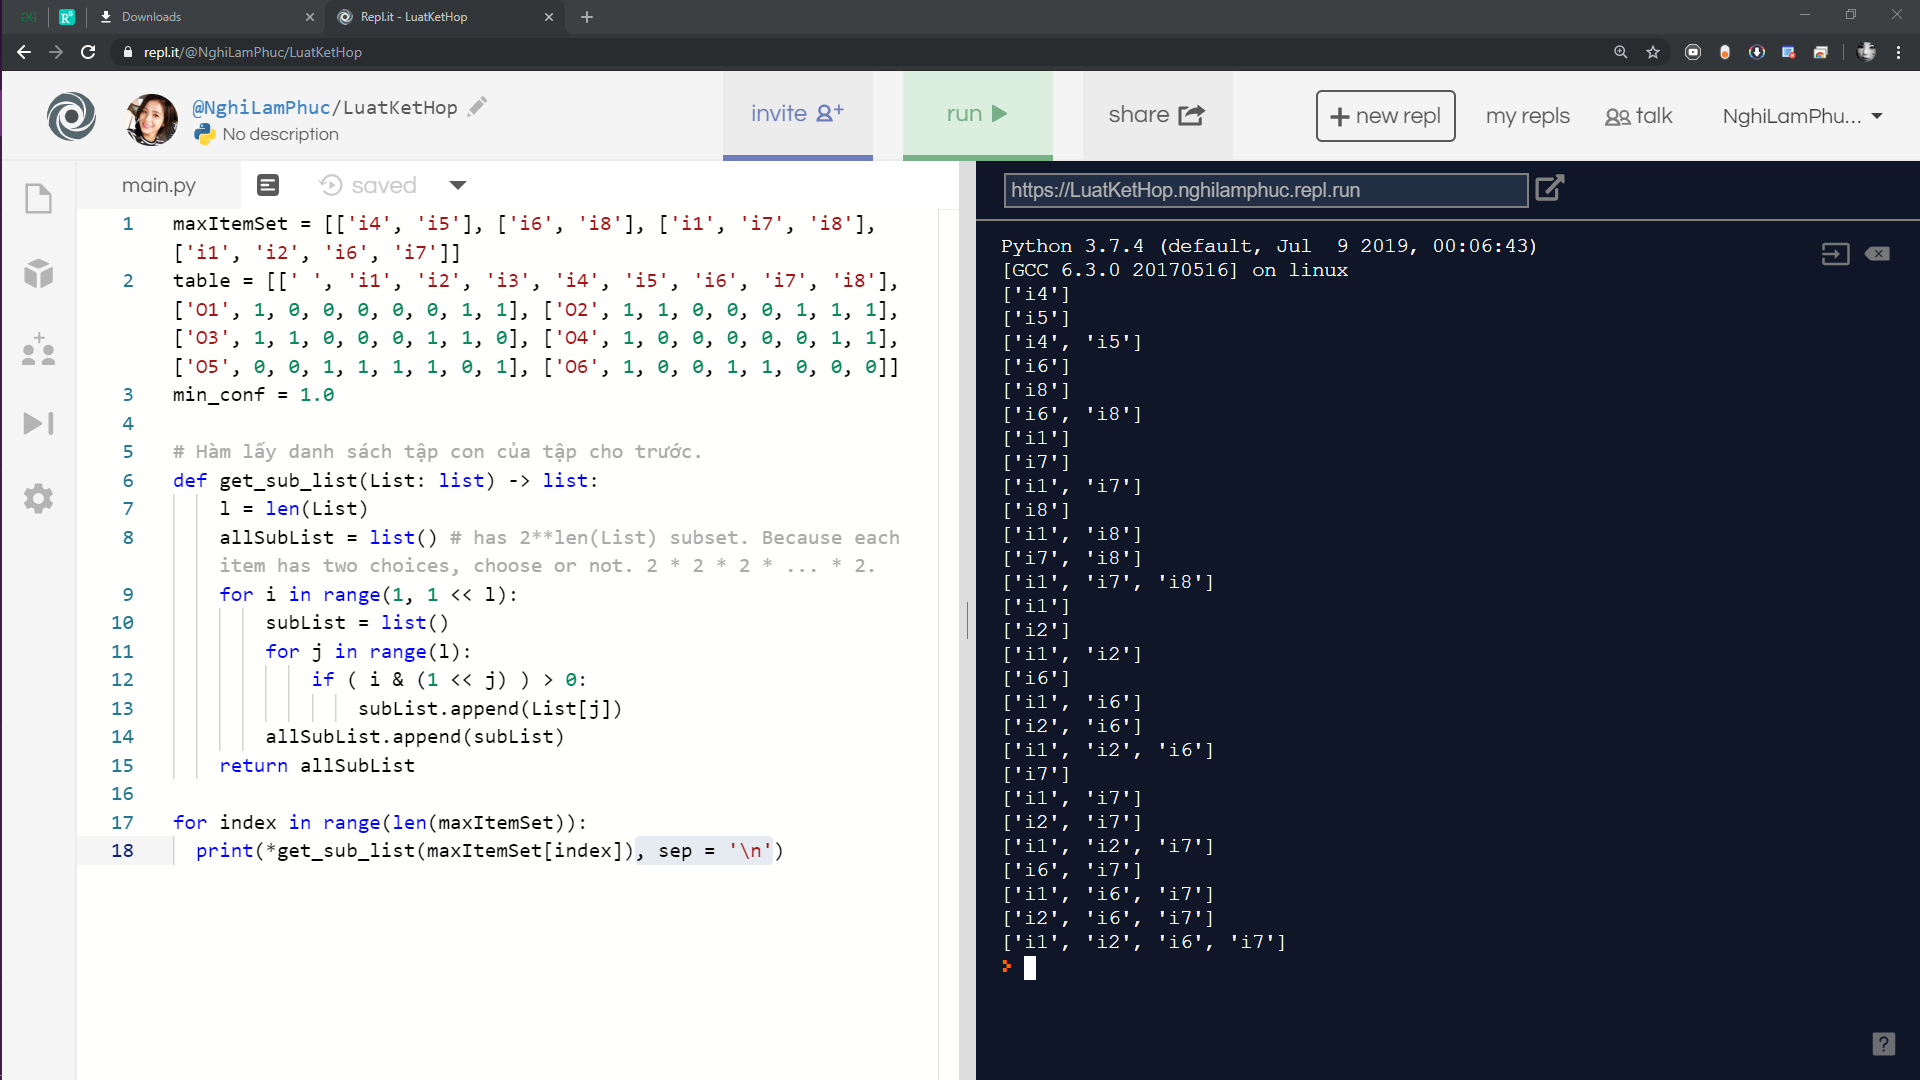 Downloads
Repl.it - LuatKetHop
repl.it/@NghiLamPhuc/LuatKetHop
@NghiLamPhuc/LuatKetHop
No description
invite
run
share
+ new repl
my repls
talk
NghiLamPhu...
main.py
saved
1 maxItemSet = [['i4', 'i5'], ['i6', 'i8'], ['i1', 'i7', 'i8'],
['i1', 'i2', 'i6', 'i7']]
2 table = [[' ', 'i1', 'i2', 'i3', 'i4', 'i5', 'i6', 'i7', 'i8'],
['O1', 1, 0, 0, 0, 0, 0, 1, 1], ['O2', 1, 1, 0, 0, 0, 1, 1, 1],
['O3', 1, 1, 0, 0, 0, 1, 1, 0], ['O4', 1, 0, 0, 0, 0, 0, 1, 1],
['O5', 0, 0, 1, 1, 1, 1, 0, 1], ['O6', 1, 0, 0, 1, 1, 0, 0, 0]]
3 min_conf = 1.0
4
5 # Hàm lấy danh sách tập con của tập cho trước.
6 def get_sub_list(List: list) -> list:
7 l = len(List)
8 allSubList = list() # has 2**len(List) subset. Because each
item has two choices, choose or not. 2 * 2 * 2 * ... * 2.
9 for i in range(1, 1 << l):
10 subList = list()
11 for j in range(l):
12 if ( i & (1 << j) ) > 0:
13 subList.append(List[j])
14 allSubList.append(subList)
15 return allSubList
16
17 for index in range(len(maxItemSet)):
18 print(*get_sub_list(maxItemSet[index]), sep = '\n')
https://LuatKetHop.nghilamphuc.repl.run
Python 3.7.4 (default, Jul  9 2019, 00:06:43)
[GCC 6.3.0 20170516] on linux
['i4']
['i5']
['i4', 'i5']
['i6']
['i8']
['i6', 'i8']
['i1']
['i7']
['i1', 'i7']
['i8']
['i1', 'i8']
['i7', 'i8']
['i1', 'i7', 'i8']
['i1']
['i2']
['i1', 'i2']
['i6']
['i1', 'i6']
['i2', 'i6']
['i1', 'i2', 'i6']
['i7']
['i1', 'i7']
['i2', 'i7']
['i1', 'i2', 'i7']
['i6', 'i7']
['i1', 'i6', 'i7']
['i2', 'i6', 'i7']
['i1', 'i2', 'i6', 'i7']
?